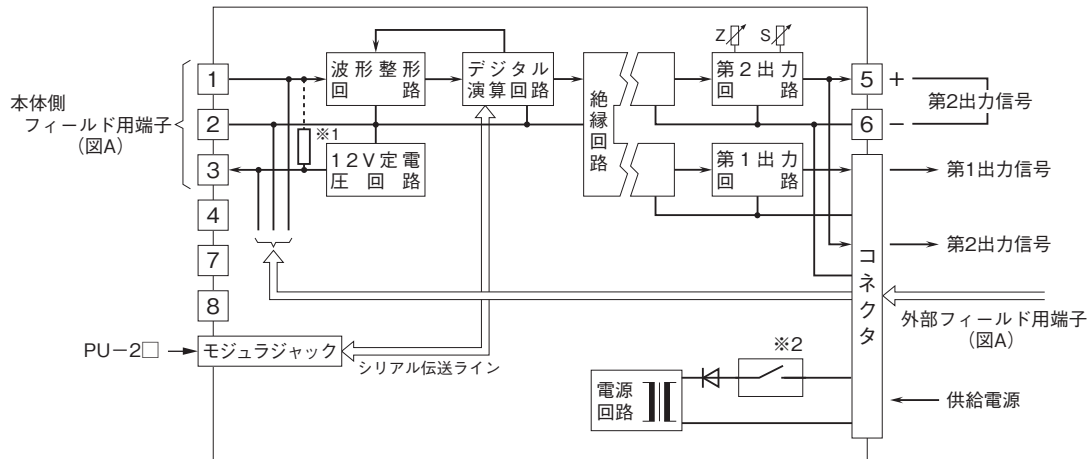 Z S
1
2
3
4
7
8
本体側
フィールド用端子
(図A)
波形整形
回路
デジタル
演算回路
※1
12V定電
圧回路
絶縁回路
第2出力
回路
第1出力
回路
5 +
6 −
第2出力信号
第1出力信号
第2出力信号
コネクタ
外部フィールド用端子
(図A)
PU−2□
モジュラジャック
シリアル伝送ライン
電源
回路
※2
供給電源